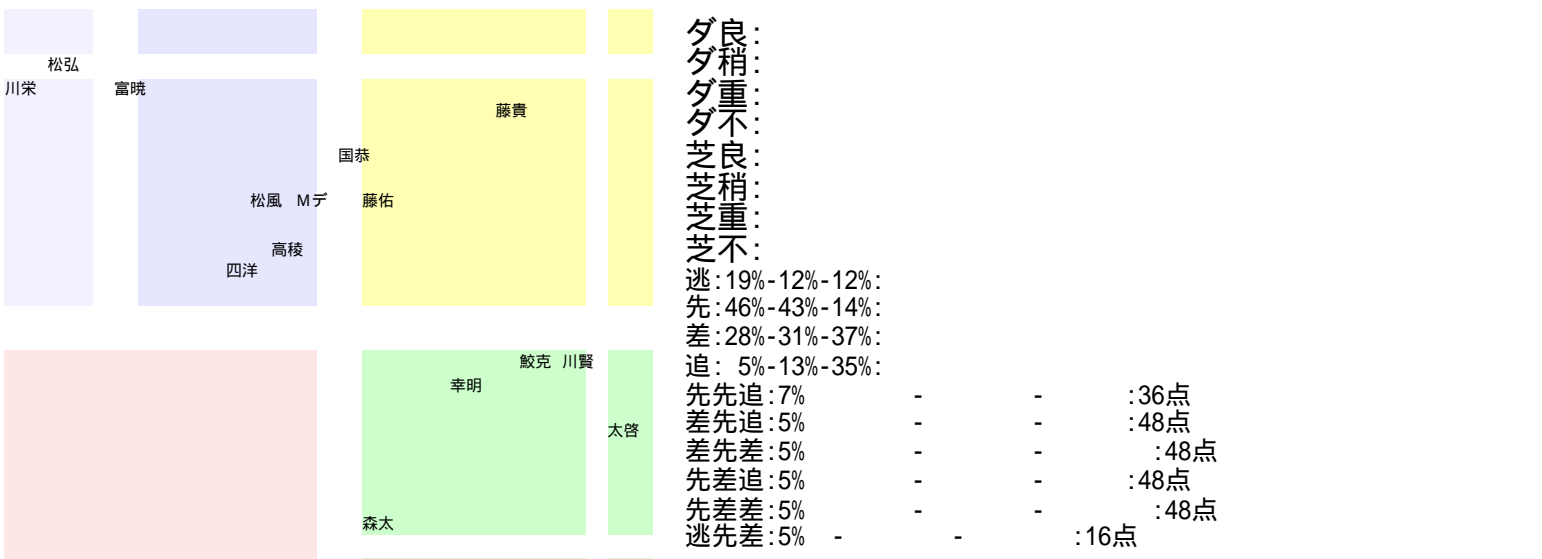 松弘
川栄 富暁
藤貴
国恭
松風 Mデ 藤佑
高稜
四洋
鮫克 川賢
幸明
太啓
森太
ダ良:
ダ稍:
ダ重:
ダ不:
芝良:
芝稍:
芝重:
芝不:
逃:19%-12%-12%:
先:46%-43%-14%:
差:28%-31%-37%:
追: 5%-13%-35%:
先先追:7% - - :36点
差先追:5% - - :48点
差先差:5% - - :48点
先差追:5% - - :48点
先差差:5% - - :48点
逃先差:5% - - :16点